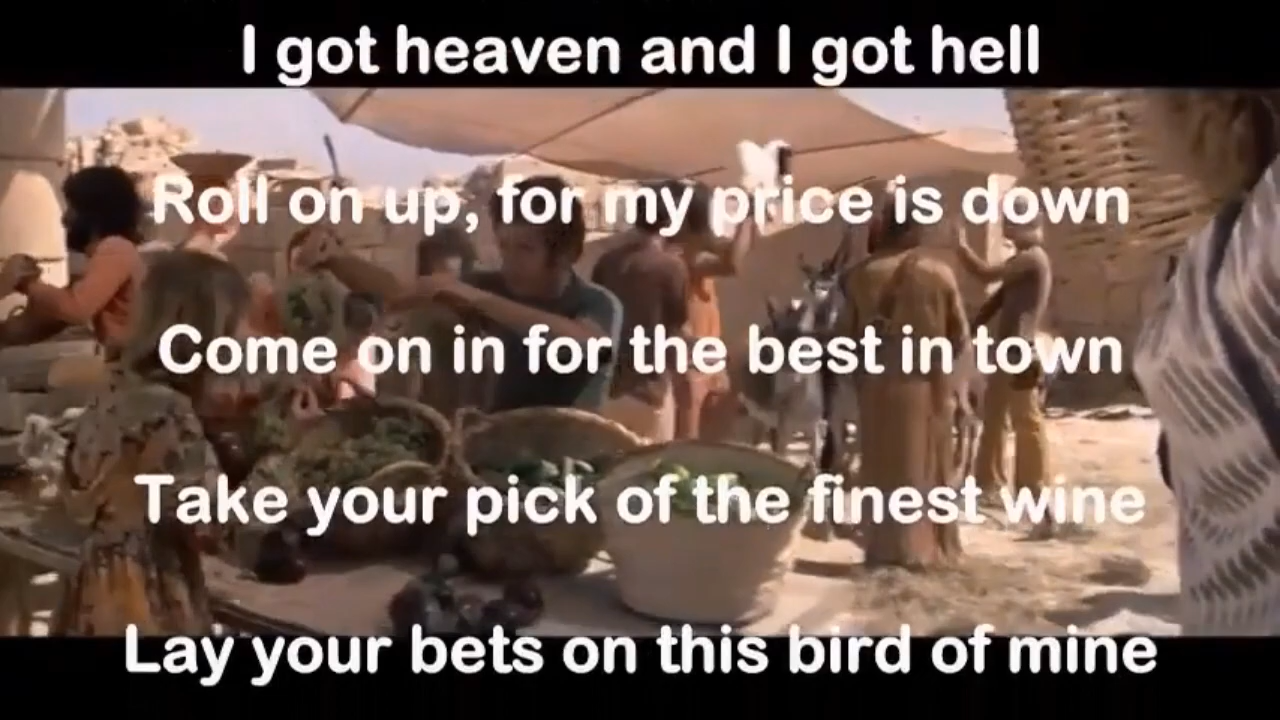 I got heaven and I got hell
Roll on up, for my price is down
Come on in for the best in town
Take your pick of the finest wine
Lay your bets on this bird of mine